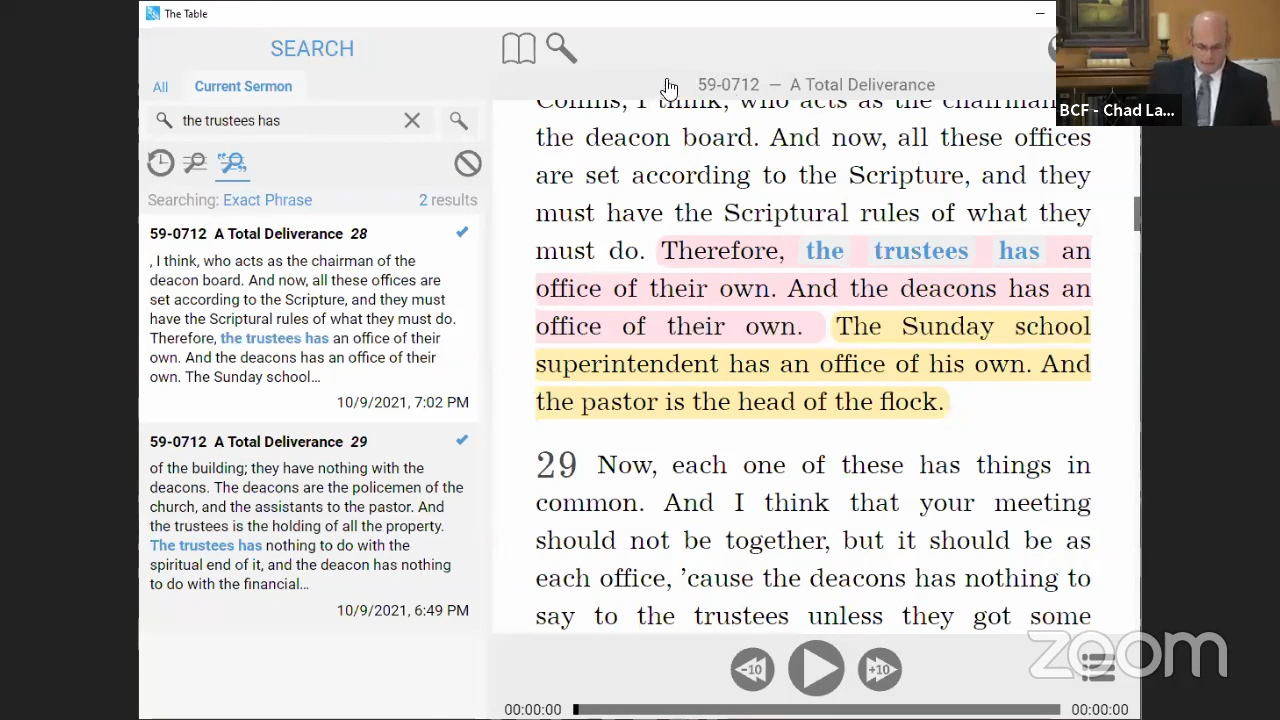 The Table
SEARCH
All
Current Sermon
the trustees has
Searching: Exact Phrase
2 results
59-0712 A Total Deliverance 28
, I think, who acts as the chairman of the
deacon board. And now, all these offices are
set according to the Scripture, and they must
have the Scriptural rules of what they must do.
Therefore, the trustees has an office of their
own. And the deacons has an office of their
own. The Sunday school…
10/9/2021, 7:02 PM
59-0712 A Total Deliverance 29
of the building; they have nothing with the
deacons. The deacons are the policemen of the
church, and the assistants to the pastor. And
the trustees is the holding of all the property.
The trustees has nothing to do with the
spiritual end of it, and the deacon has nothing
to do with the financial…
10/9/2021, 6:49 PM
59-0712 — A Total Deliverance
Collins, I think, who acts as the chairman of
the deacon board. And now, all these offices
are set according to the Scripture, and they
must have the Scriptural rules of what they
must do. Therefore, the trustees has an
office of their own. And the deacons has an
office of their own. The Sunday school
superintendent has an office of his own. And
the pastor is the head of the flock.
29 Now, each one of these has things in
common. And I think that your meeting
should not be together, but it should be as
each office, ’cause the deacons has nothing to
say to the trustees unless they got some
-10
+10
00:00:00
00:00:00
BCF - Chad La...
zoom